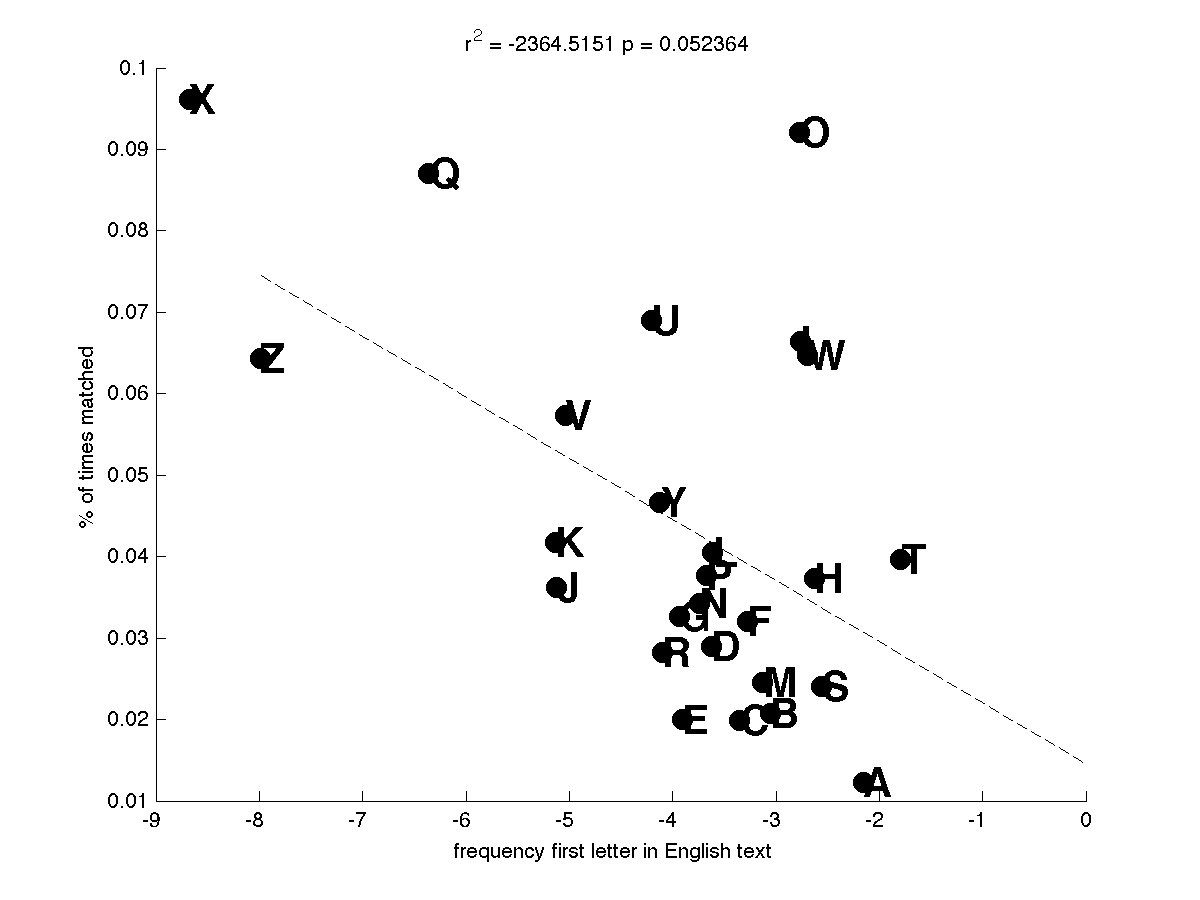 r2 = -2364.5151 p = 0.052364
0.1
0.09
0.08
0.07
0.06
0.05
0.04
0.03
0.02
0.01
% of times matched
X
O
Q
U
W
Z
V
Y
K
T
P
H
J
N
G
F
R
D
M
S
E
C
B
A
-9 -8 -7 -6 -5 -4 -3 -2 -1 0
frequency first letter in English text